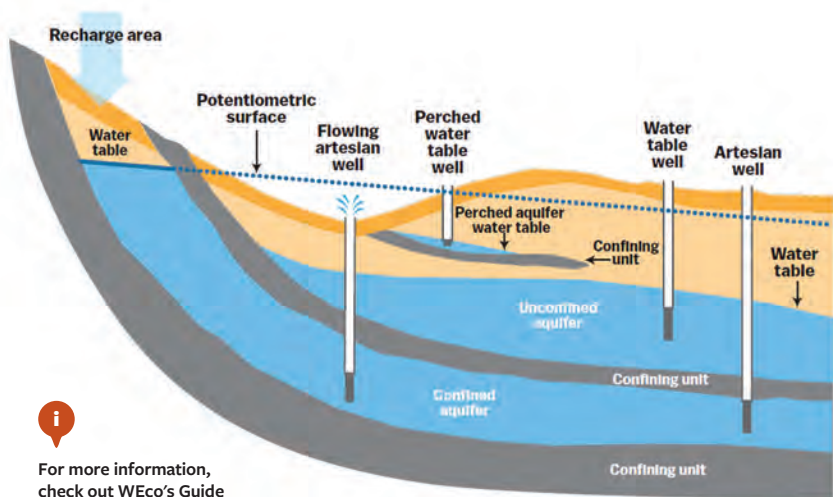 Recharge area
Potentiometric
surface
Water
table
Flowing
artesian
well
Perched
water
table well
Water
table
well
Artesian
well
Perched aquifer
water table
Confining
unit
Water
table
Unconfined
aquifer
Confining unit
Confined
aquifer
Confining unit
i
For more information,
check out WEco's Guide